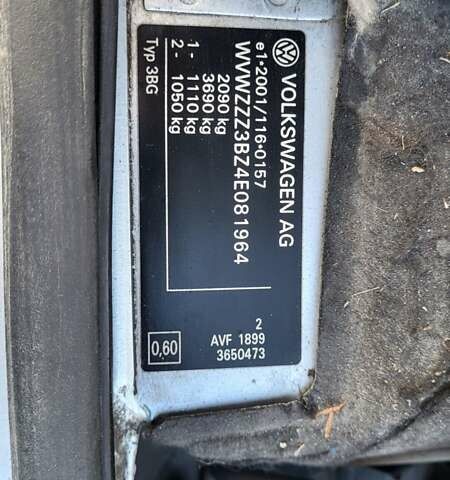 VOLKSWAGEN AG
e1*2001/116*0157
WVWZZZ3BZ4E081964
2090 kg
3690 kg
1 - 1110 kg
2 - 1050 kg
Typ 3BG
2
AVF 1899
3650473
0,60